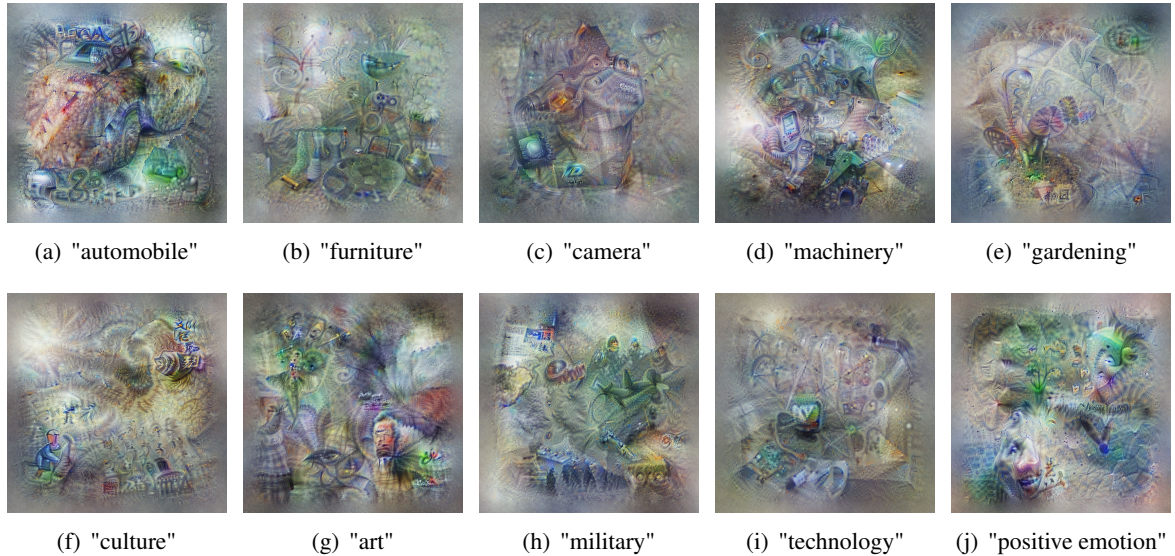 (a) "automobile"
(b) "furniture"
(c) "camera"
(d) "machinery"
(e) "gardening"
(f) "culture"
(g) "art"
(h) "military"
(i) "technology"
(j) "positive emotion"